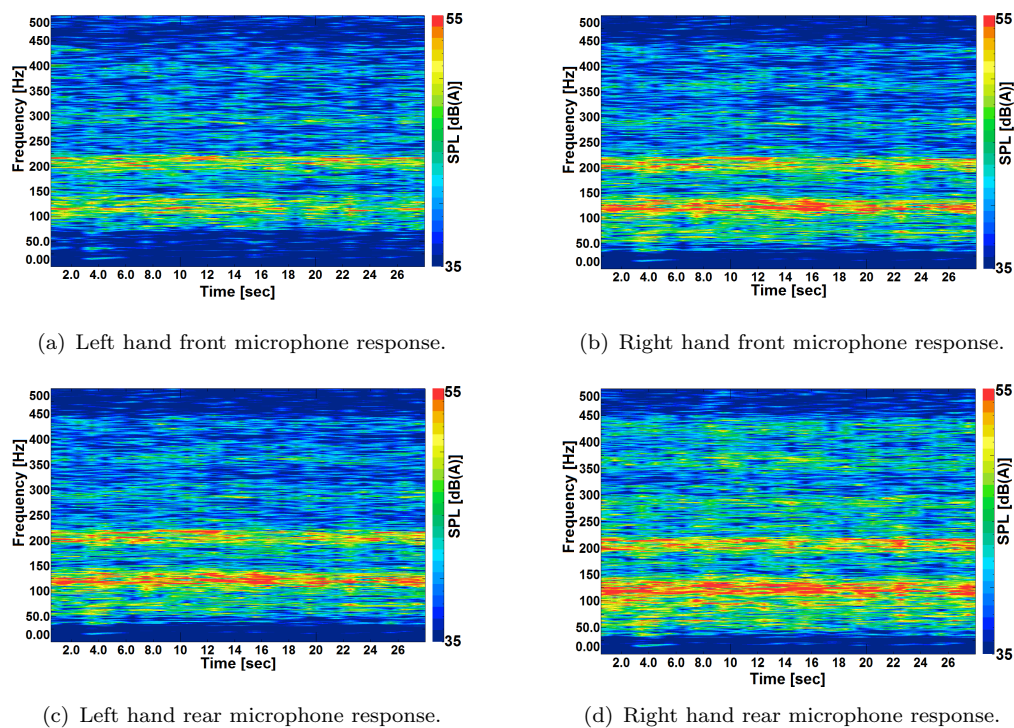 500
450
400
350
300
250
200
150
100
50.0
0.00
Frequency [Hz]
2.0 4.0 6.0 8.0 10 12 14 16 18 20 22 24 26
Time [sec]
55
35
SPL [dB(A)]
(a) Left hand front microphone response.
500
450
400
350
300
250
200
150
100
50.0
0.00
Frequency [Hz]
2.0 4.0 6.0 8.0 10 12 14 16 18 20 22 24 26
Time [sec]
55
35
SPL [dB(A)]
(b) Right hand front microphone response.
500
450
400
350
300
250
200
150
100
50.0
0.00
Frequency [Hz]
2.0 4.0 6.0 8.0 10 12 14 16 18 20 22 24 26
Time [sec]
55
35
SPL [dB(A)]
(c) Left hand rear microphone response.
500
450
400
350
300
250
200
150
100
50.0
0.00
Frequency [Hz]
2.0 4.0 6.0 8.0 10 12 14 16 18 20 22 24 26
Time [sec]
55
35
SPL [dB(A)]
(d) Right hand rear microphone response.